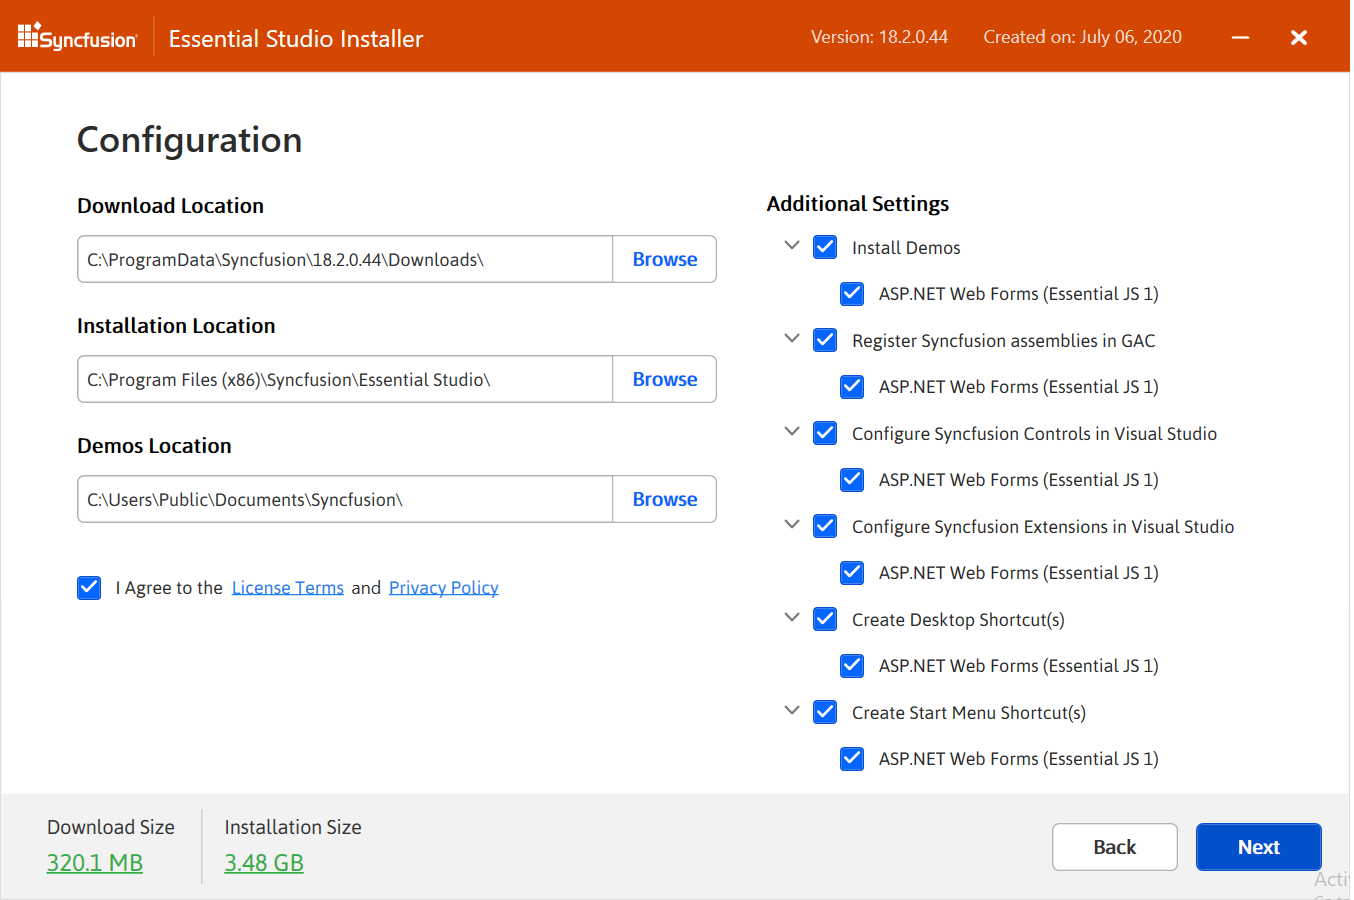 Syncfusion
Essential Studio Installer
Version: 18.2.0.44
Created on: July 06, 2020
Configuration
Download Location
C:\ProgramData\Syncfusion\18.2.0.44\Downloads\
Browse
Installation Location
C:\Program Files (x86)\Syncfusion\Essential Studio\
Browse
Demos Location
C:\Users\Public\Documents\Syncfusion\
Browse
I Agree to the License Terms and Privacy Policy
Additional Settings
Install Demos
ASP.NET Web Forms (Essential JS 1)
Register Syncfusion assemblies in GAC
ASP.NET Web Forms (Essential JS 1)
Configure Syncfusion Controls in Visual Studio
ASP.NET Web Forms (Essential JS 1)
Configure Syncfusion Extensions in Visual Studio
ASP.NET Web Forms (Essential JS 1)
Create Desktop Shortcut(s)
ASP.NET Web Forms (Essential JS 1)
Create Start Menu Shortcut(s)
ASP.NET Web Forms (Essential JS 1)
Download Size
320.1 MB
Installation Size
3.48 GB
Back
Next
Acti